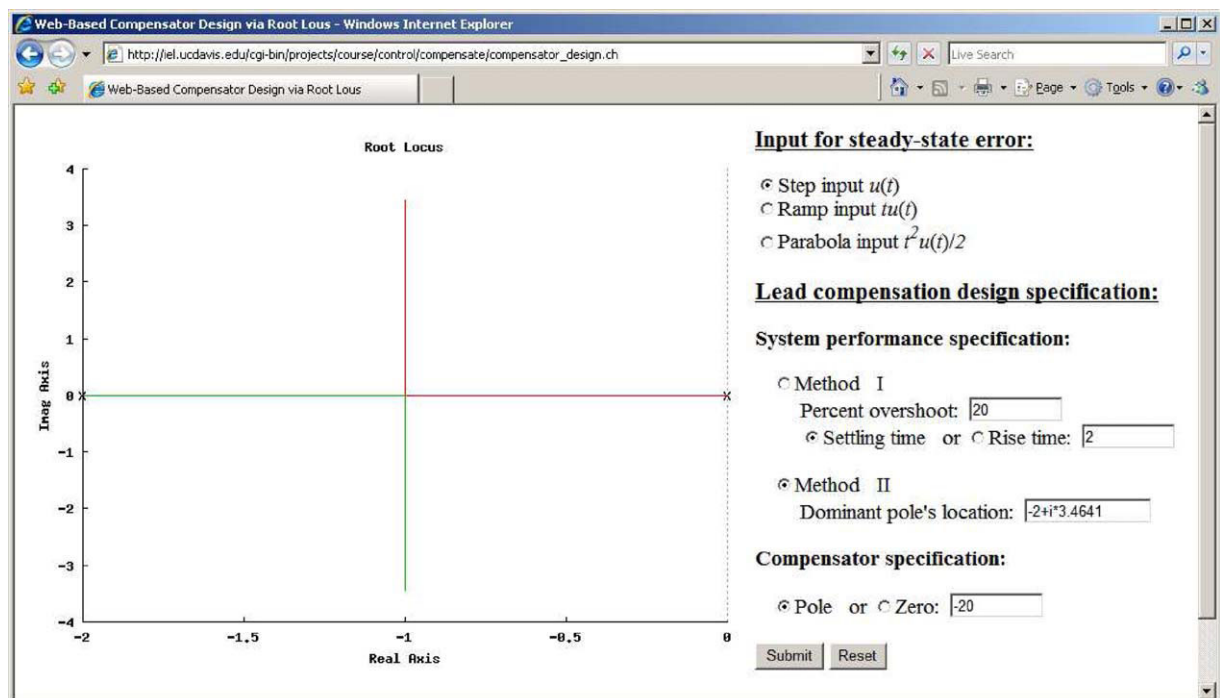 Web-Based Compensator Design via Root Lous - Windows Internet Explorer
http://iel.ucdavis.edu/cgi-bin/projects/course/control/compensate/compensator_design.ch
Live Search
Web-Based Compensator Design via Root Lous
Page
Tools
Root Locus
4
3
2
1
0
-1
-2
-3
-4
Imag Axis
X
X
-2
-1.5
-1
-0.5
0
Real Axis
Input for steady-state error:
Step input u(t)
Ramp input tu(t)
Parabola input t²u(t)/2
Lead compensation design specification:
System performance specification:
Method I
Percent overshoot: 20
Settling time or Rise time: 2
Method II
Dominant pole's location: -2+i*3.4641
Compensator specification:
Pole or Zero: -20
Submit Reset